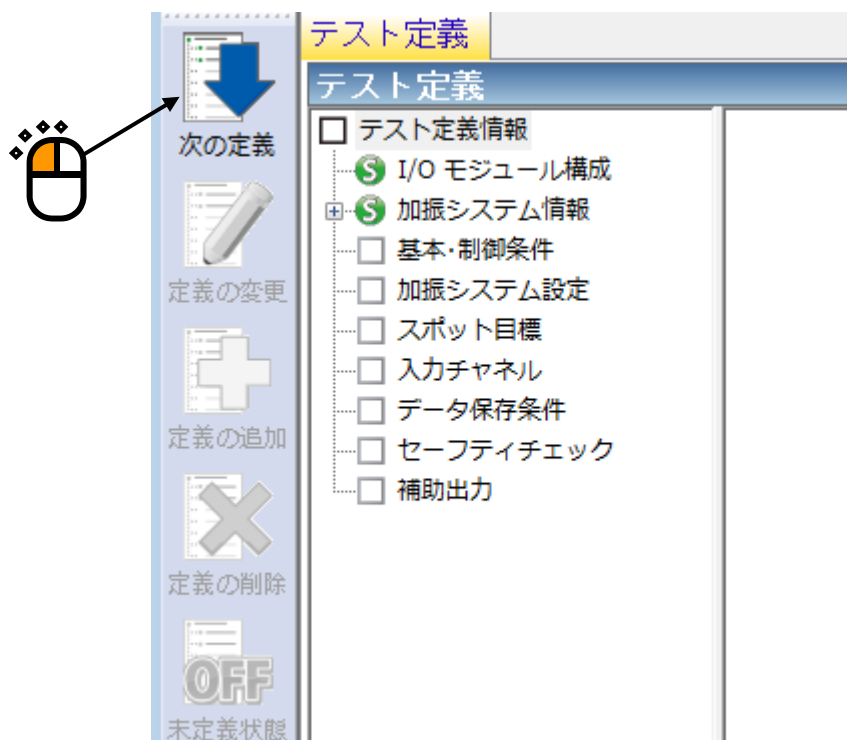 テスト定義
テスト定義
次の定義
定義の変更
定義の追加
定義の削除
OFF
未定義状態
テスト定義情報
S I/O モジュール構成
S 加振システム情報
基本・制御条件
加振システム設定
スポット目標
入力チャネル
データ保存条件
セーフティチェック
補助出力